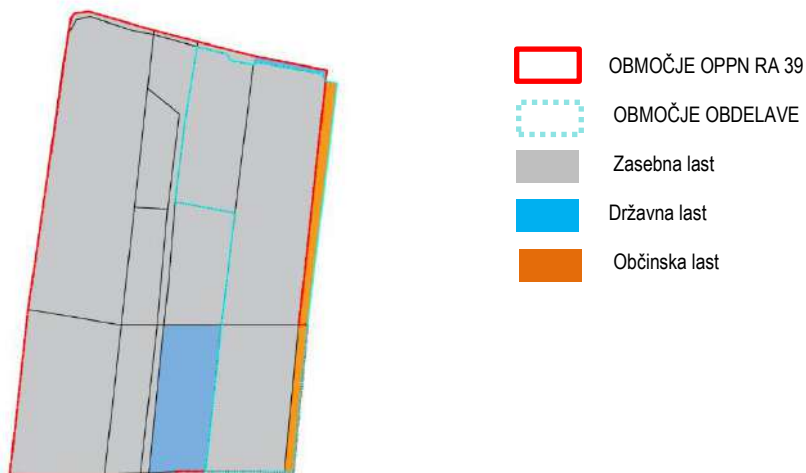 OBMOČJE OPPN RA 39
OBMOČJE OBDELAVE
Zasebna last
Državna last
Občinska last